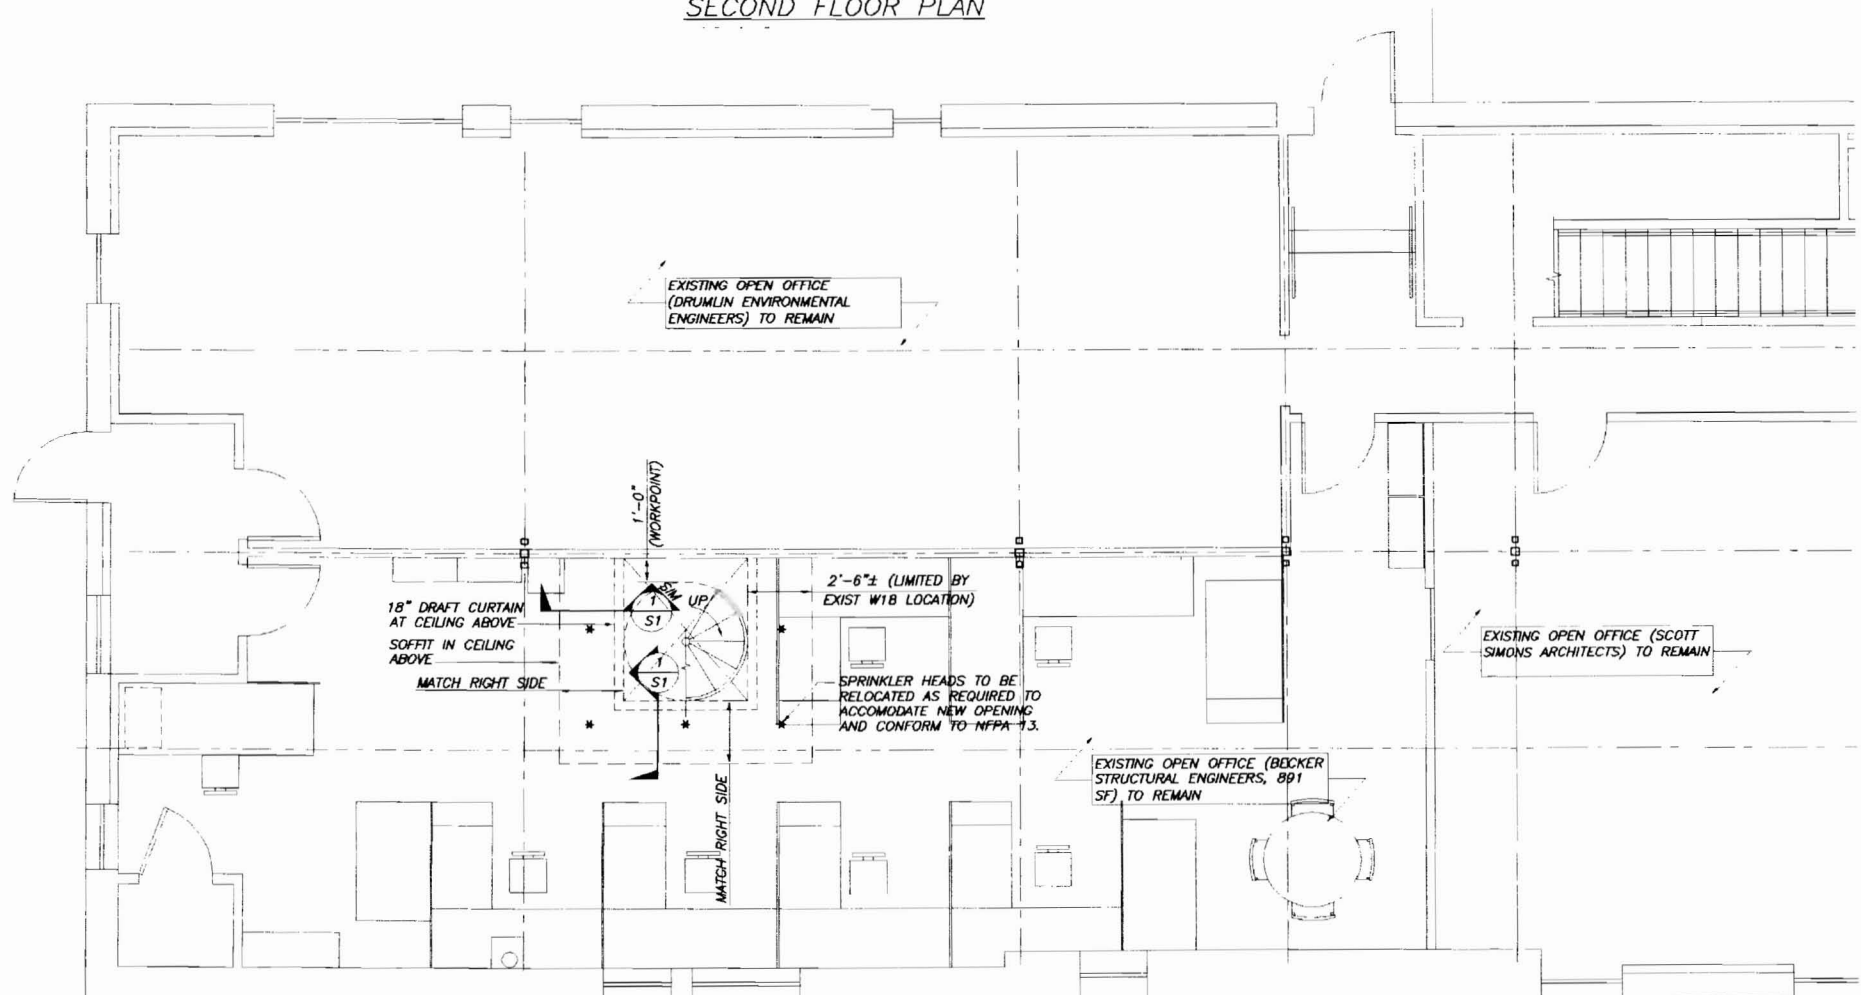 SECOND FLOOR PLAN
EXISTING OPEN OFFICE
(DRUMLIN ENVIRONMENTAL
ENGINEERS) TO REMAIN
1'-0"
(WORKPOINT)
18" DRAFT CURTAIN
AT CEILING ABOVE
SOFFIT IN CEILING
ABOVE
MATCH RIGHT SIDE
SIM
1
S1
UP
1
S1
2'-6"± (LIMITED BY
EXIST W18 LOCATION)
SPRINKLER HEADS TO BE
RELOCATED AS REQUIRED TO
ACCOMODATE NEW OPENING
AND CONFORM TO NFPA 13.
MATCH RIGHT SIDE
EXISTING OPEN OFFICE (SCOTT
SIMONS ARCHITECTS) TO REMAIN
EXISTING OPEN OFFICE (BECKER
STRUCTURAL ENGINEERS, 891
SF) TO REMAIN